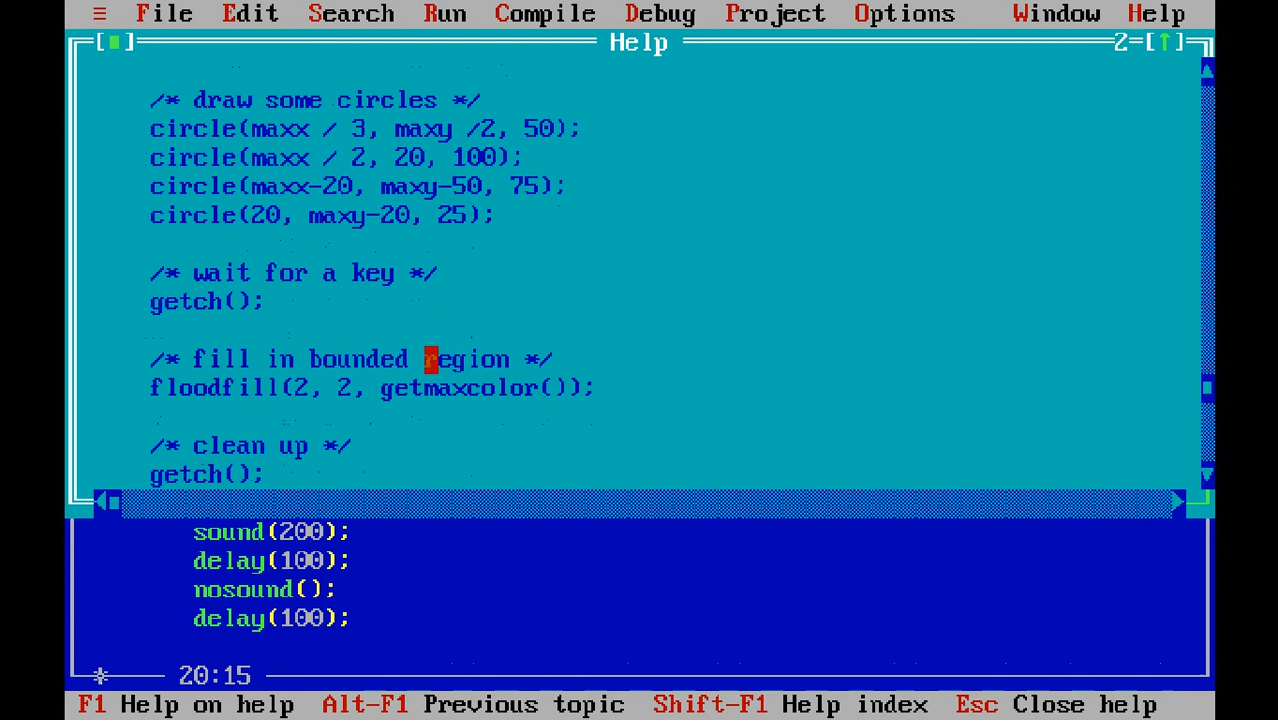 ≡ File Edit Search Run Compile Debug Project Options Window Help
[■] Help 2=[↑]
/* draw some circles */
circle(maxx / 3, maxy /2, 50);
circle(maxx / 2, 20, 100);
circle(maxx-20, maxy-50, 75);
circle(20, maxy-20, 25);
/* wait for a key */
getch();
/* fill in bounded region */
floodfill(2, 2, getmaxcolor());
/* clean up */
getch();
sound(200);
delay(100);
nosound();
delay(100);
20:15
F1 Help on help Alt-F1 Previous topic Shift-F1 Help index Esc Close help